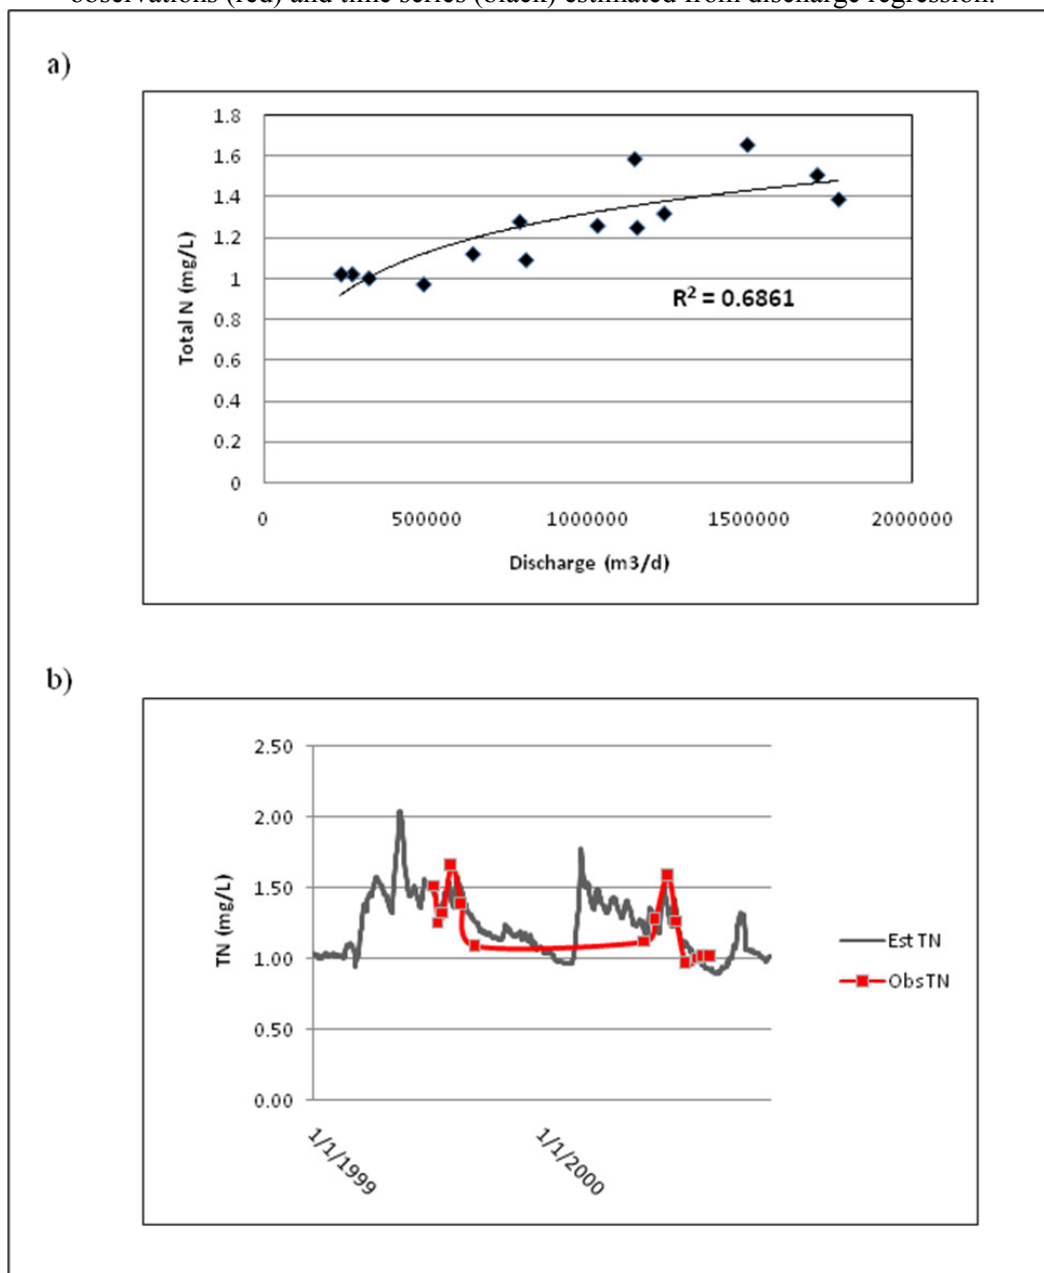 observations (red) and time series (black) estimated from discharge regression.
a)
1.8
1.6
1.4
1.2
1
0.8
0.6
0.4
0.2
0
Total N (mg/L)
R² = 0.6861
0 500000 1000000 1500000 2000000
Discharge (m3/d)
b)
2.50
2.00
1.50
1.00
0.50
0.00
TN (mg/L)
Est TN
ObsTN
1/1/1999 1/1/2000